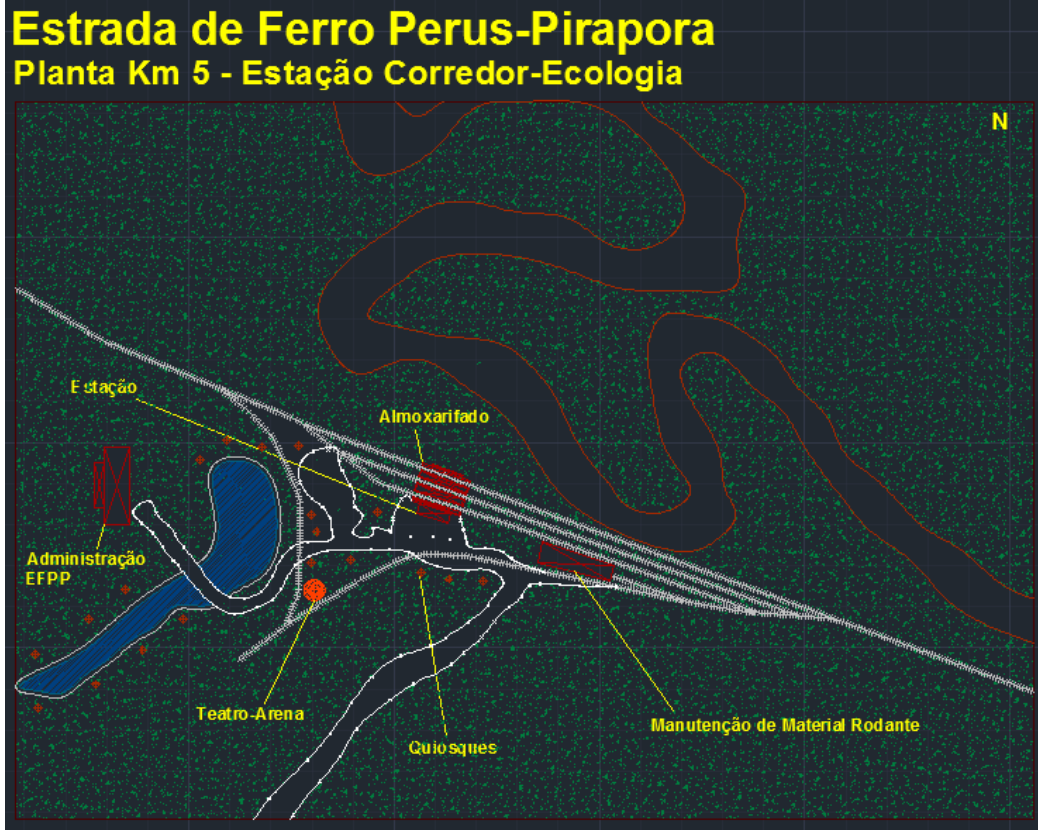 Estrada de Ferro Perus-Pirapora
Planta Km 5 - Estação Corredor-Ecologia
N
Estação
Almoxarifado
Administração
EFPP
Teatro-Arena
Quiosques
Manutenção de Material Rodante